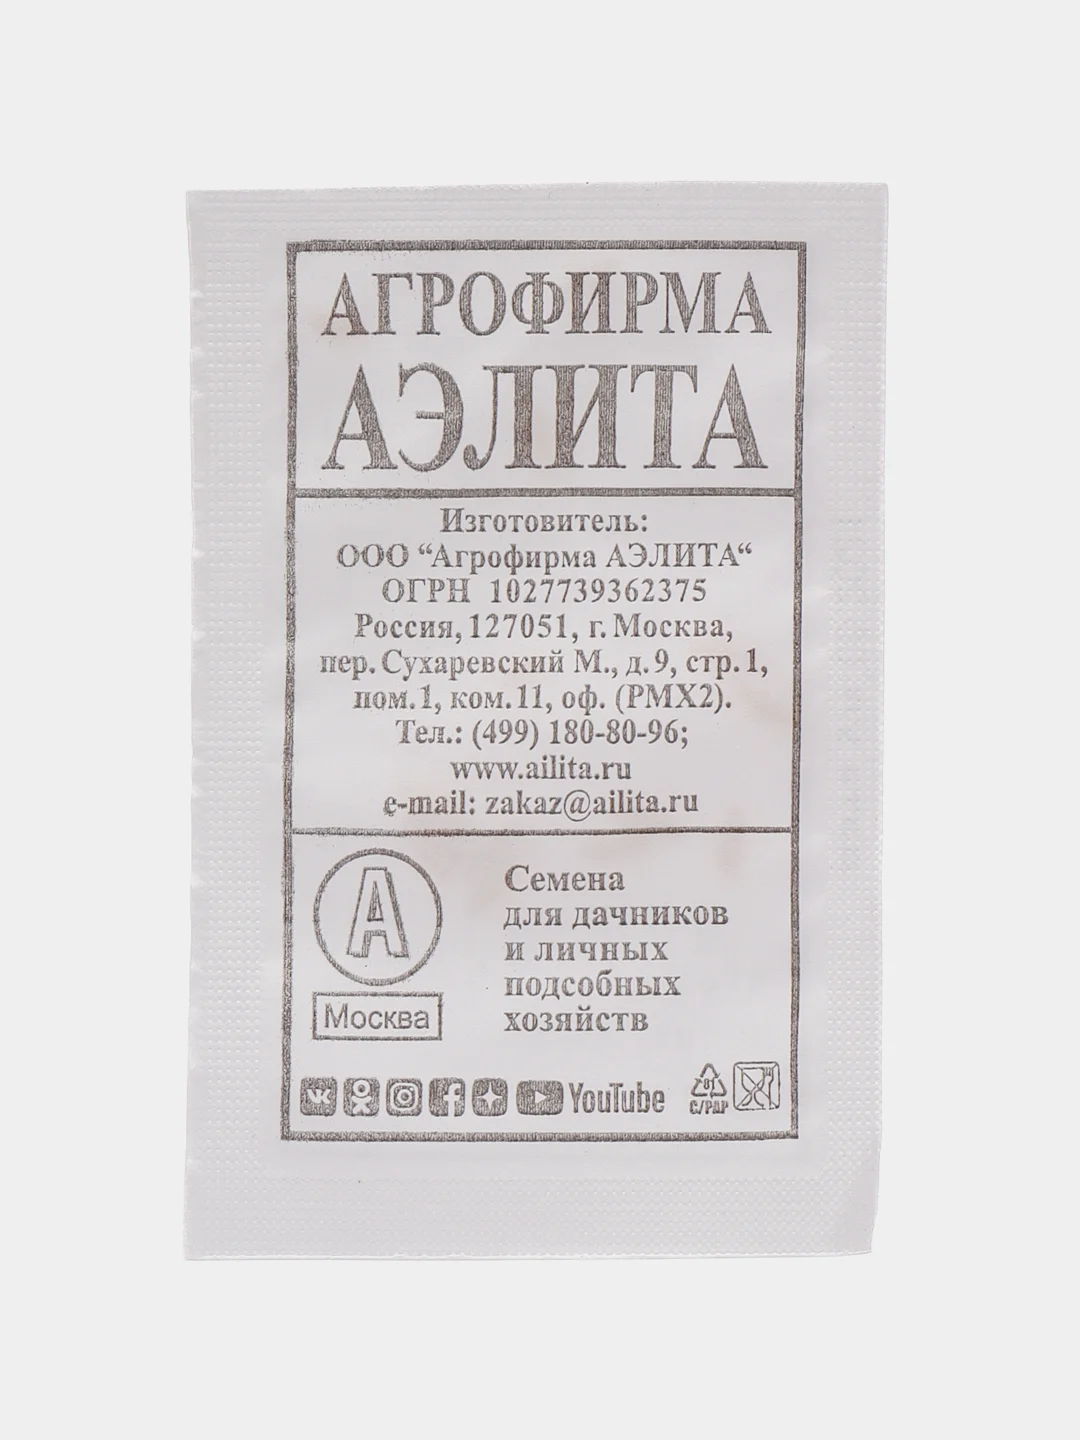 АГРОФИРМА
АЭЛИТА
Изготовитель:
ООО “Агрофирма АЭЛИТА“
ОГРН 1027739362375
Россия, 127051, г. Москва,
пер. Сухаревский М., д. 9, стр. 1,
пом. 1, ком. 11, оф. (РМХ2).
Тел.: (499) 180-80-96;
www.ailita.ru
e-mail: zakaz@ailita.ru
А
Москва
Семена
для дачников
и личных
подсобных
хозяйств
YouTube
81
C/PAP